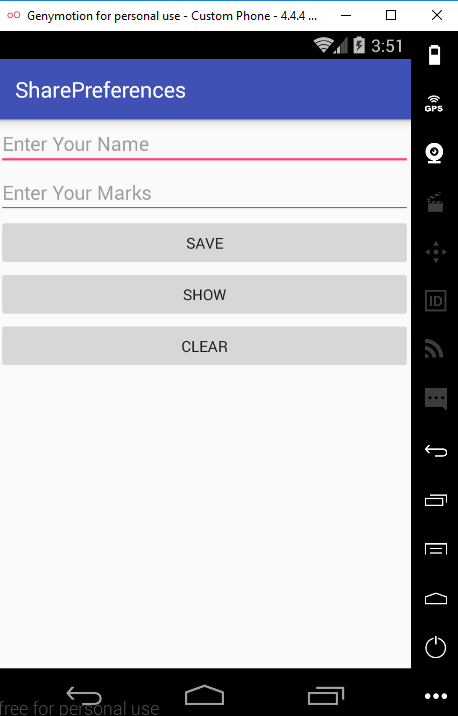 Genymotion for personal use - Custom Phone - 4.4.4 ...
3:51
SharePreferences
GPS
Enter Your Name
Enter Your Marks
SAVE
SHOW
CLEAR
ID
free for personal use